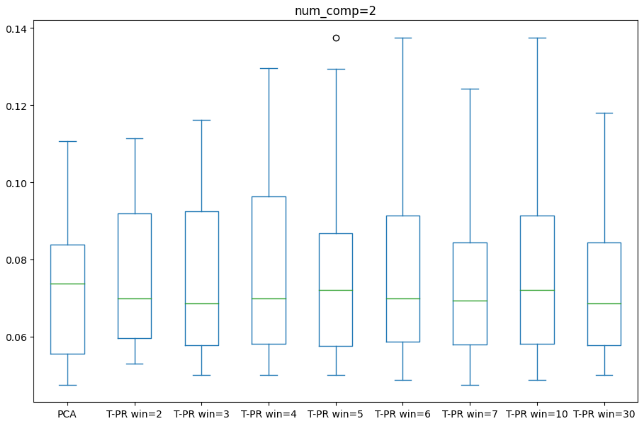 num_comp=2
0.14
0.12
0.10
0.08
0.06
PCA T-PR win=2 T-PR win=3 T-PR win=4 T-PR win=5 T-PR win=6 T-PR win=7 T-PR win=10 T-PR win=30